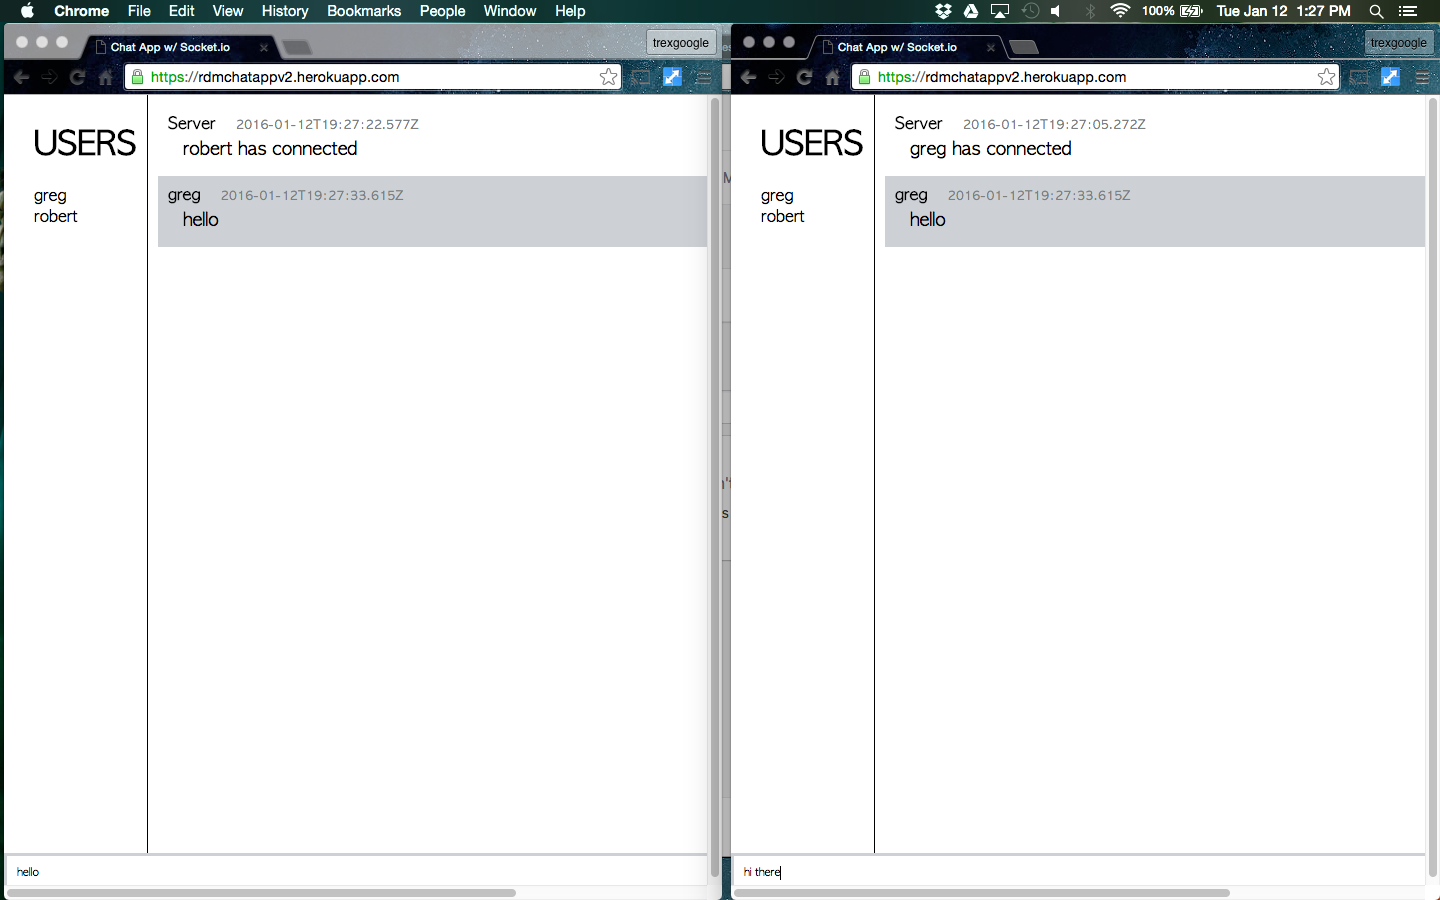 Chrome File Edit View History Bookmarks People Window Help 100% Tue Jan 12 1:27 PM
Chat App w/ Socket.io trexgoogle
https://rdmchatappv2.herokuapp.com
USERS
greg
robert
Server 2016-01-12T19:27:22.577Z
robert has connected
greg 2016-01-12T19:27:33.615Z
hello
hello
Chat App w/ Socket.io trexgoogle
https://rdmchatappv2.herokuapp.com
USERS
greg
robert
Server 2016-01-12T19:27:05.272Z
greg has connected
greg 2016-01-12T19:27:33.615Z
hello
hi there